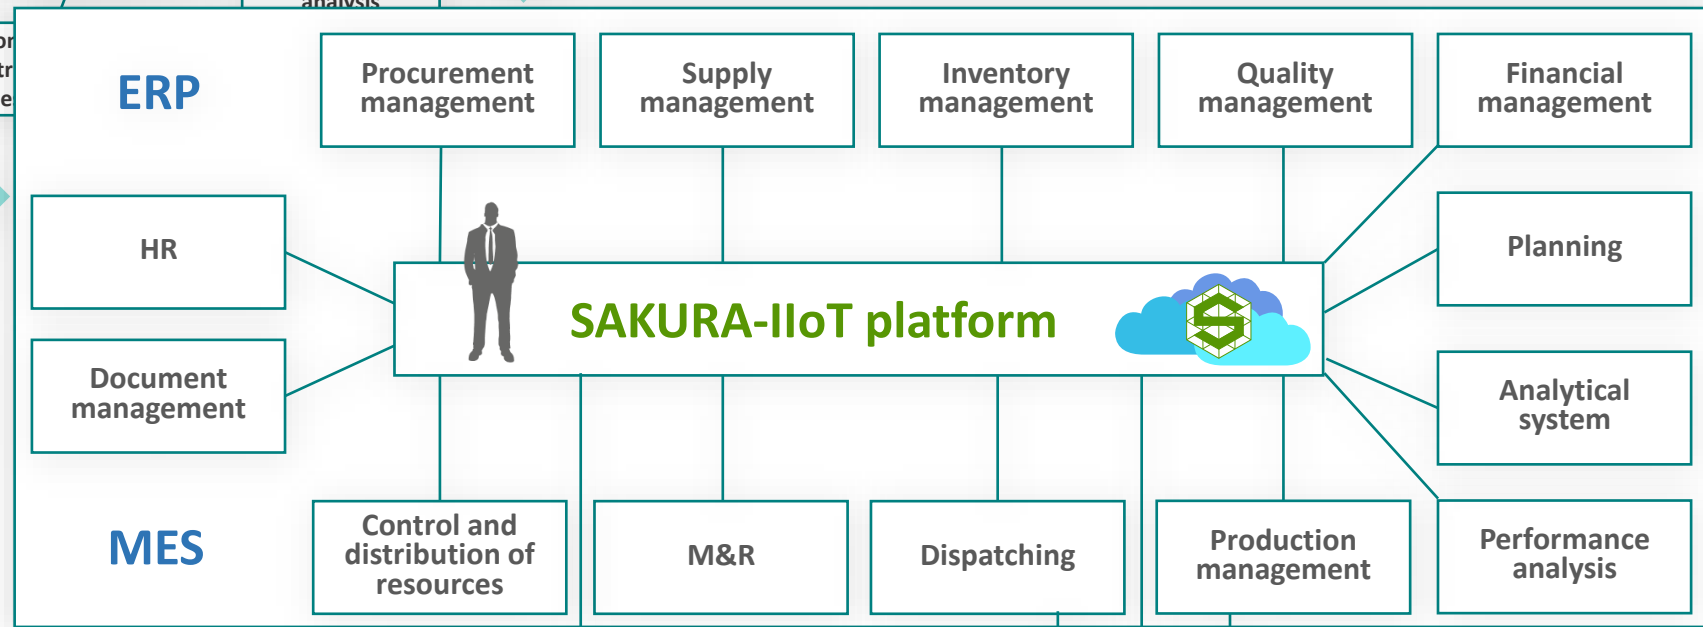 analysis
ERP
Procurement
management
Supply
management
Inventory
management
Quality
management
Financial
management
HR
Planning
SAKURA-IIoT platform
Document
management
Analytical
system
MES
Control and
distribution of
resources
M&R
Dispatching
Production
management
Performance
analysis